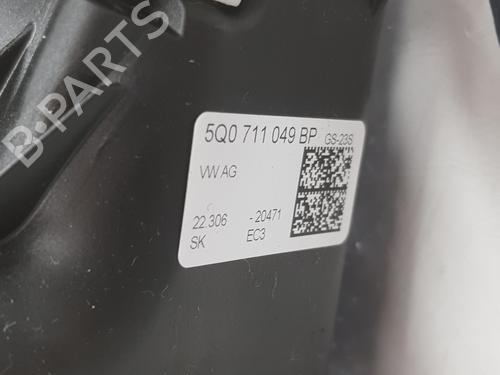 B-PARTS
5Q0 711 049 BP GS-23S
VW AG
22.306 -20471
SK EC3